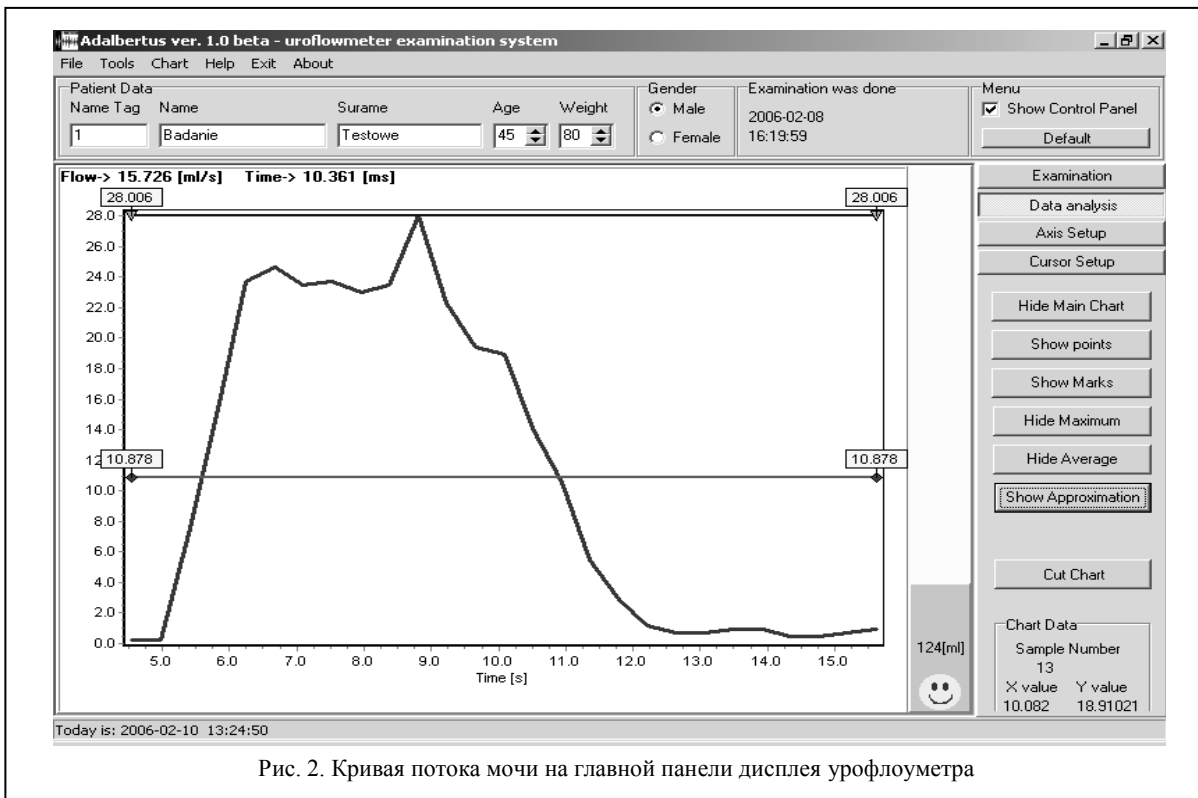 Adalbertus ver. 1.0 beta - uroflowmeter examination system
File Tools Chart Help Exit About
Patient Data
Name Tag Name Surame Age Weight
1 Badanie Testowe 45 80
Gender
Male
Female
Examination was done
2006-02-08
16:19:59
Menu
Show Control Panel
Default
Flow-> 15.726 [ml/s] Time-> 10.361 [ms]
28.006 28.006
28.0
26.0
24.0
22.0
20.0
18.0
16.0
14.0
12
10.878 10.878
10.0
8.0
6.0
4.0
2.0
0.0
5.0 6.0 7.0 8.0 9.0 10.0 11.0 12.0 13.0 14.0 15.0
Time [s]
124[ml]
Examination
Data analysis
Axis Setup
Cursor Setup
Hide Main Chart
Show points
Show Marks
Hide Maximum
Hide Average
Show Approximation
Cut Chart
Chart Data
Sample Number
13
X value Y value
10.082 18.91021
Today is: 2006-02-10 13:24:50
Рис. 2. Кривая потока мочи на главной панели дисплея урофлоуметра